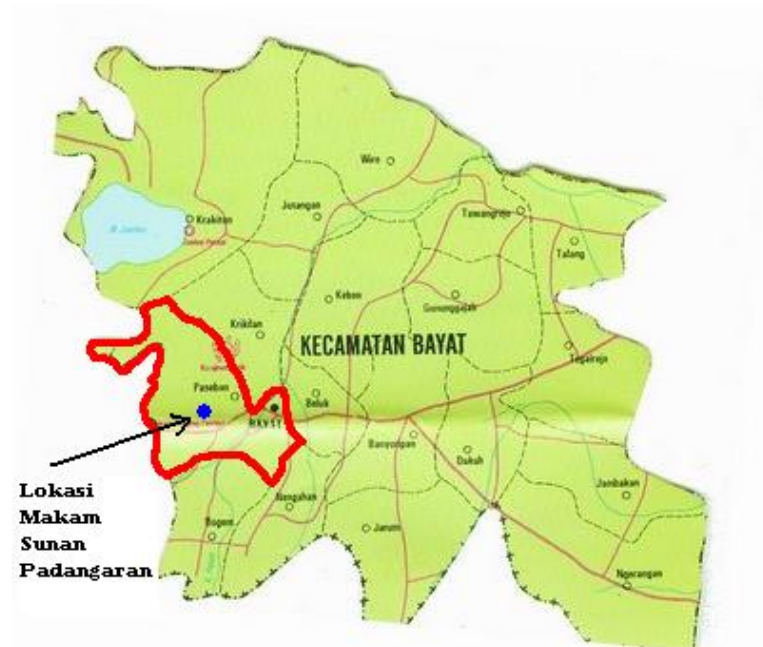 Wiro
Jotangan
Krakitan
Tawangrejo
Talang
Kebon
Gununggajah
Krikilan
KECAMATAN BAYAT
Tegalrejo
Paseban
Beluk
BAYAT
Banyuripan
Dukuh
Lokasi
Makam
Sunan
Padangaran
Jambakan
Nengahan
Jarum
Bogem
Ngerangan